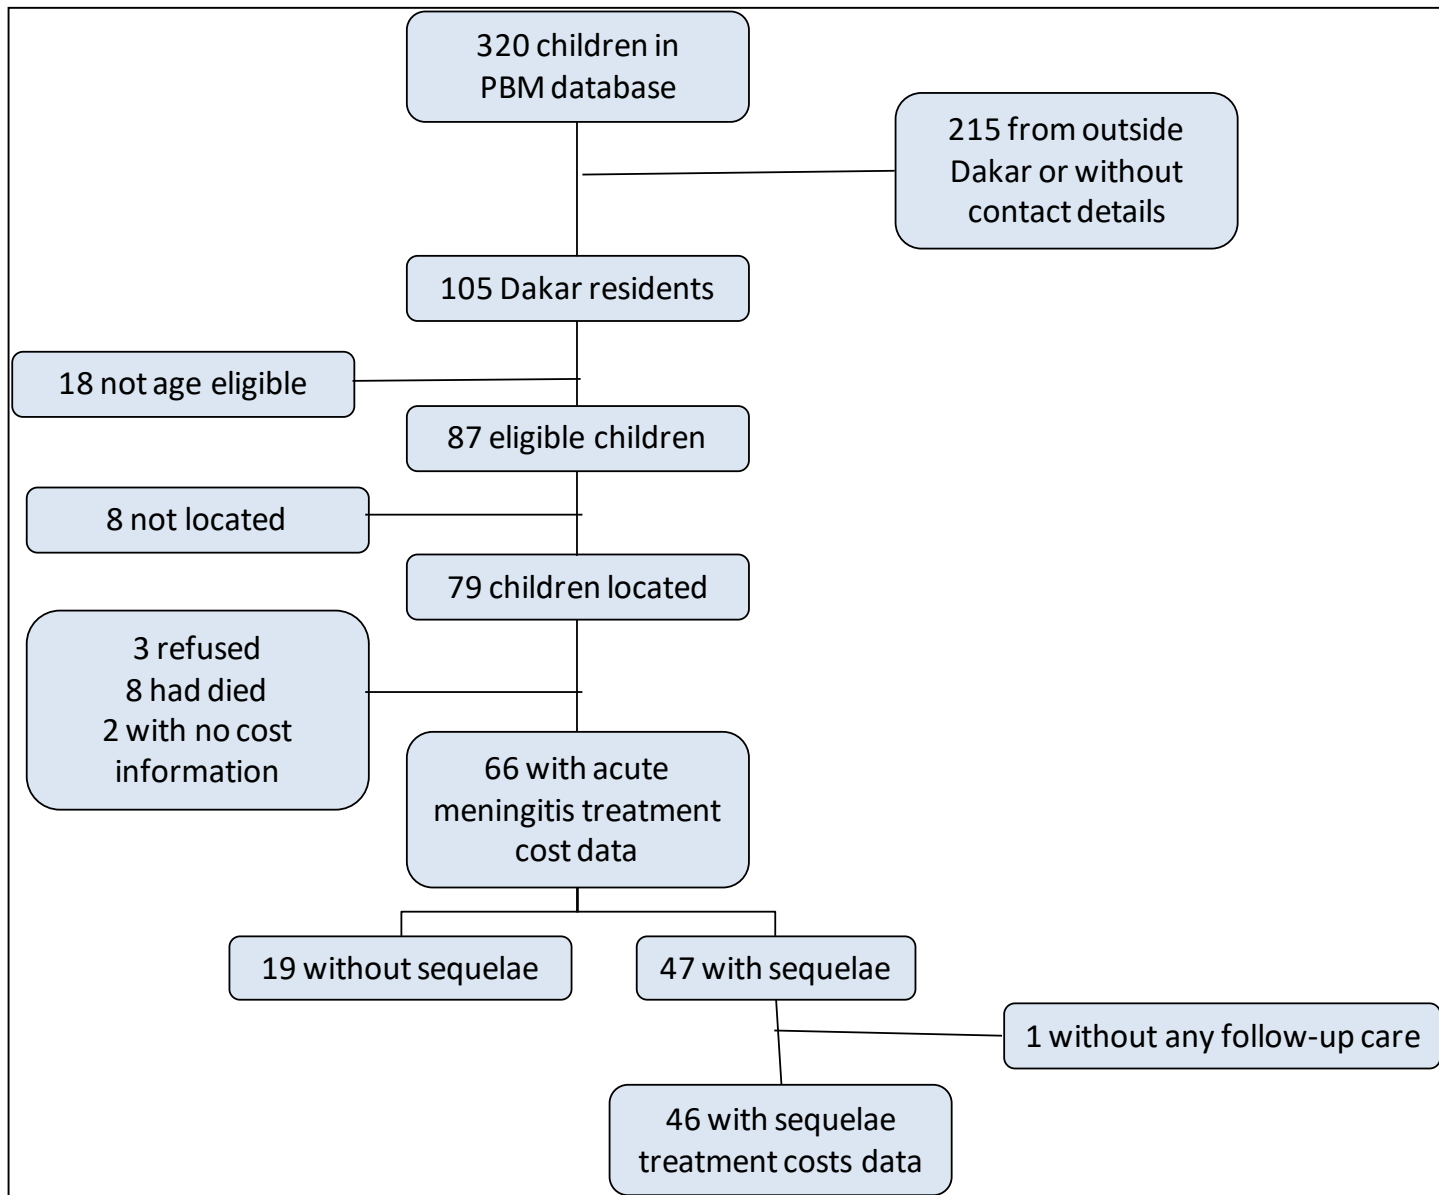 320 children in
PBM database
215 from outside
Dakar or without
contact details
105 Dakar residents
18 not age eligible
87 eligible children
8 not located
79 children located
3 refused
8 had died
2 with no cost
information
66 with acute
meningitis treatment
cost data
19 without sequelae
47 with sequelae
1 without any follow-up care
46 with sequelae
treatment costs data